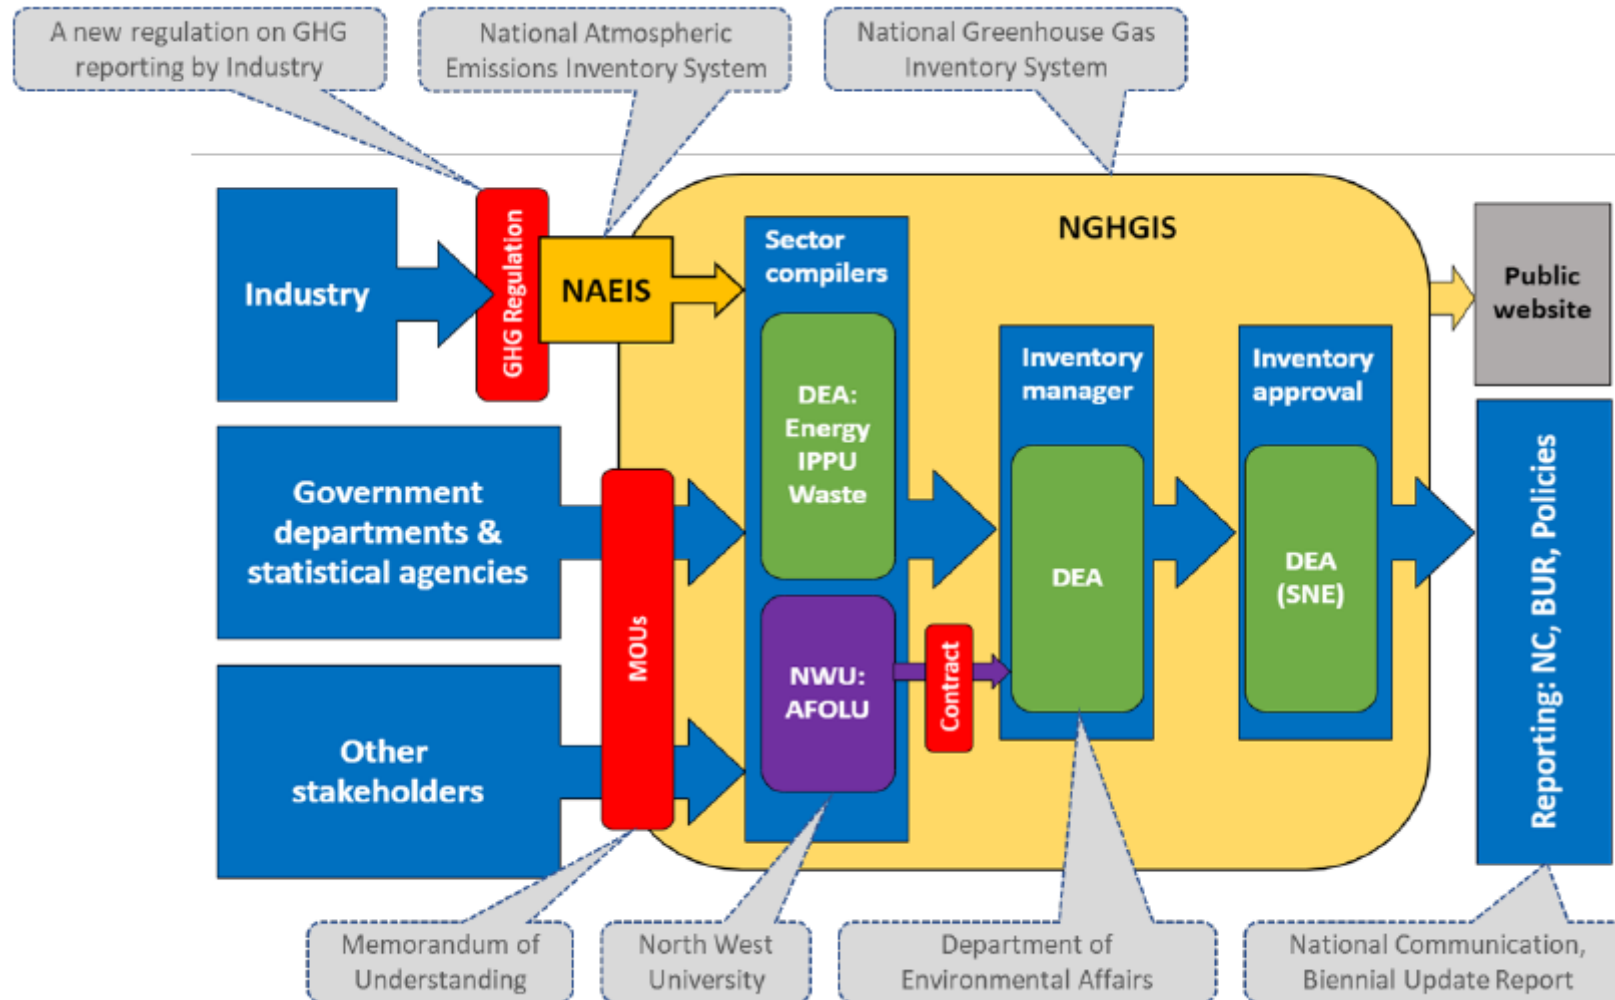 A new regulation on GHG
reporting by Industry
National Atmospheric
Emissions Inventory System
National Greenhouse Gas
Inventory System
Industry
GHG Regulation
NAEIS
Sector
compilers
NGHGIS
Public
website
DEA:
Energy
IPPU
Waste
Inventory
manager
Inventory
approval
Government
departments &
statistical agencies
MOUs
DEA
DEA
(SNE)
Reporting: NC, BUR, Policies
NWU:
AFOLU
Contract
Other
stakeholders
Memorandum of
Understanding
North West
University
Department of
Environmental Affairs
National Communication,
Biennial Update Report